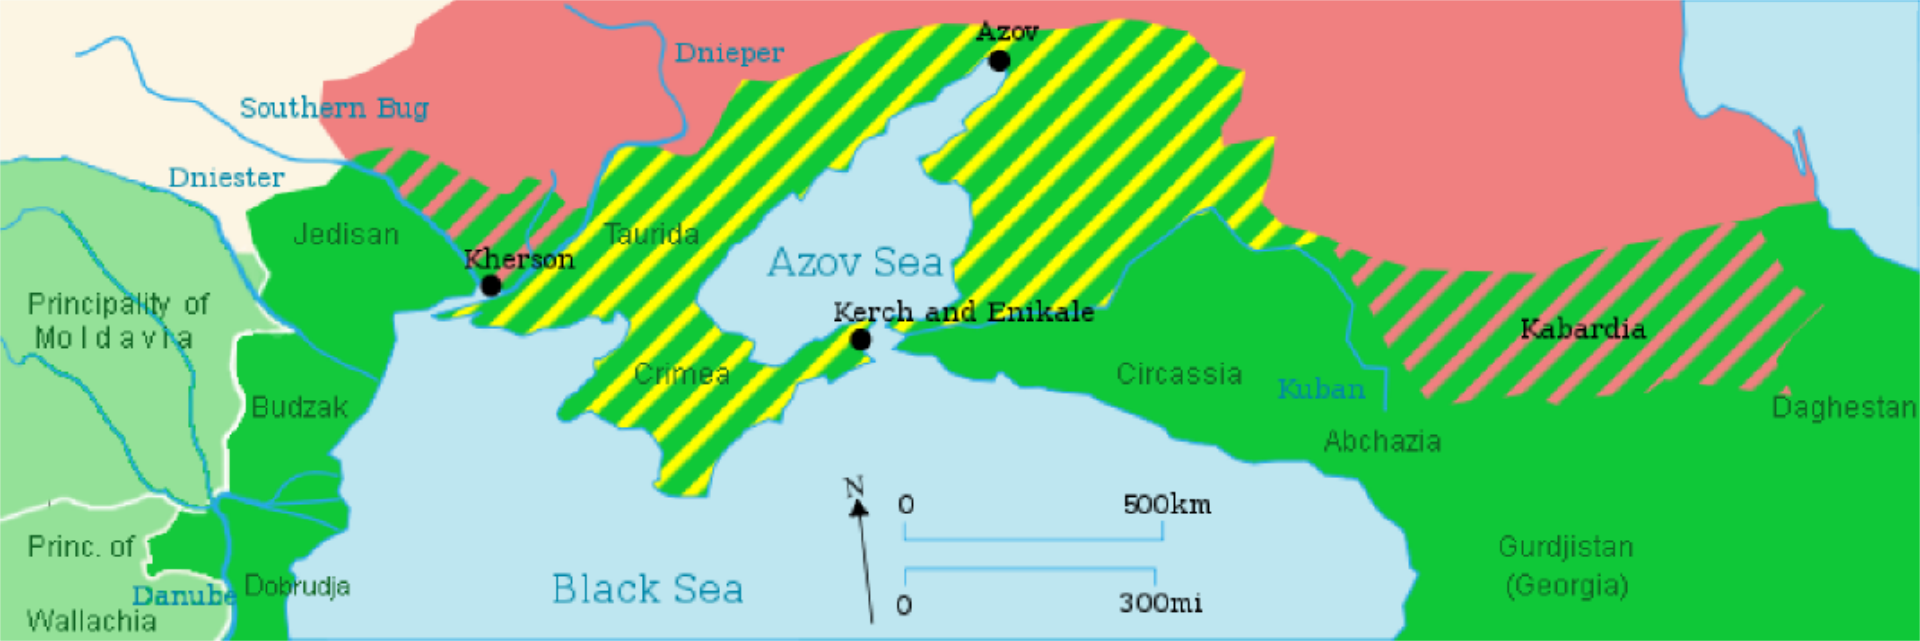 Azov
Dnieper
Southern Bug
Dniester
Jedisan
Taurida
Kherson
Azov Sea
Principality of
Moldavia
Kerch and Enikale
Kabardia
Crimea
Circassia
Kuban
Budzak
Daghestan
Abchazia
N
0
500km
Princ. of
Wallachia
Danube
Dobrudja
Black Sea
0
300mi
Gurdjistan
(Georgia)